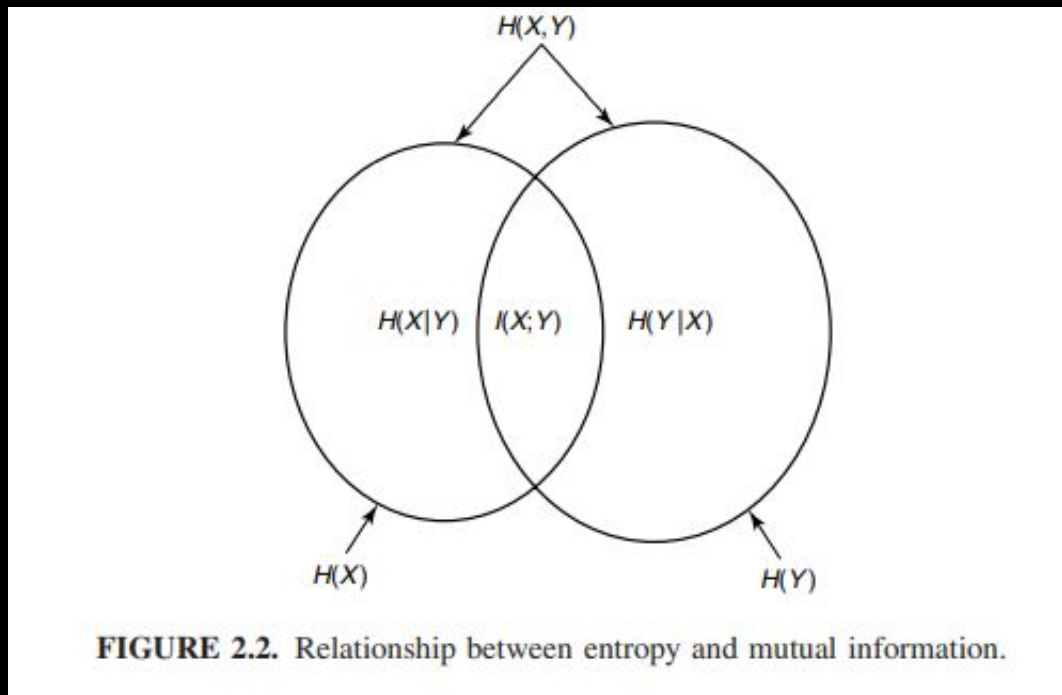 H(X,Y)
H(X|Y) I(X;Y) H(Y|X)
H(X)
H(Y)
FIGURE 2.2. Relationship between entropy and mutual information.